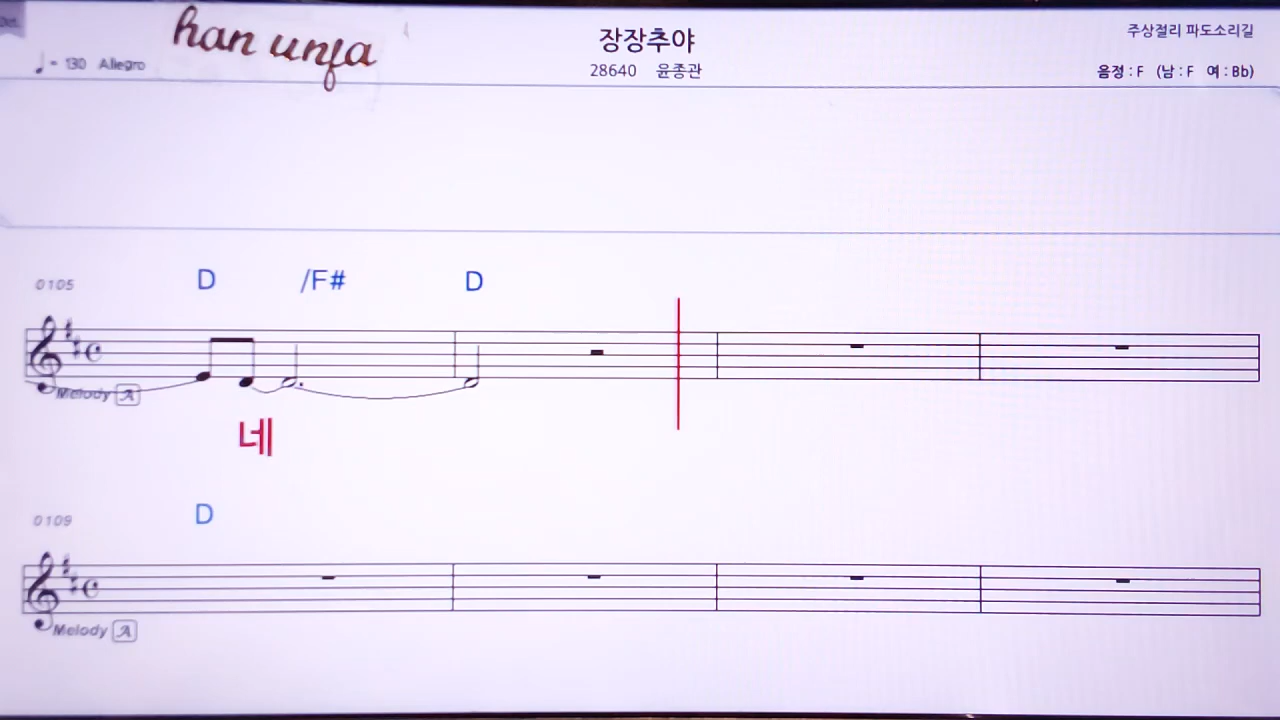 han unfa
장장추야
주상절리 파도소리길
= 130 Allegro
28640 윤종관
음정 : F (남 : F 여 : Bb)
0105
D /F# D
Melody A
네
0109
D
Melody A